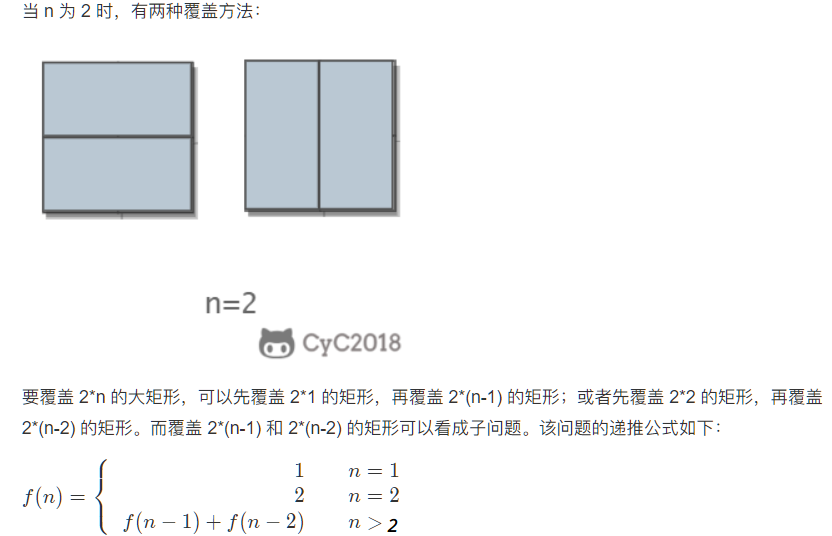 当 n 为 2 时，有两种覆盖方法：
n=2
CyC2018
要覆盖 2*n 的大矩形，可以先覆盖 2*1 的矩形，再覆盖 2*(n-1) 的矩形；或者先覆盖 2*2 的矩形，再覆盖
2*(n-2) 的矩形。而覆盖 2*(n-1) 和 2*(n-2) 的矩形可以看成子问题。该问题的递推公式如下：
f(n) = {
1 n = 1
2 n = 2
f(n − 1) + f(n − 2) n > 2